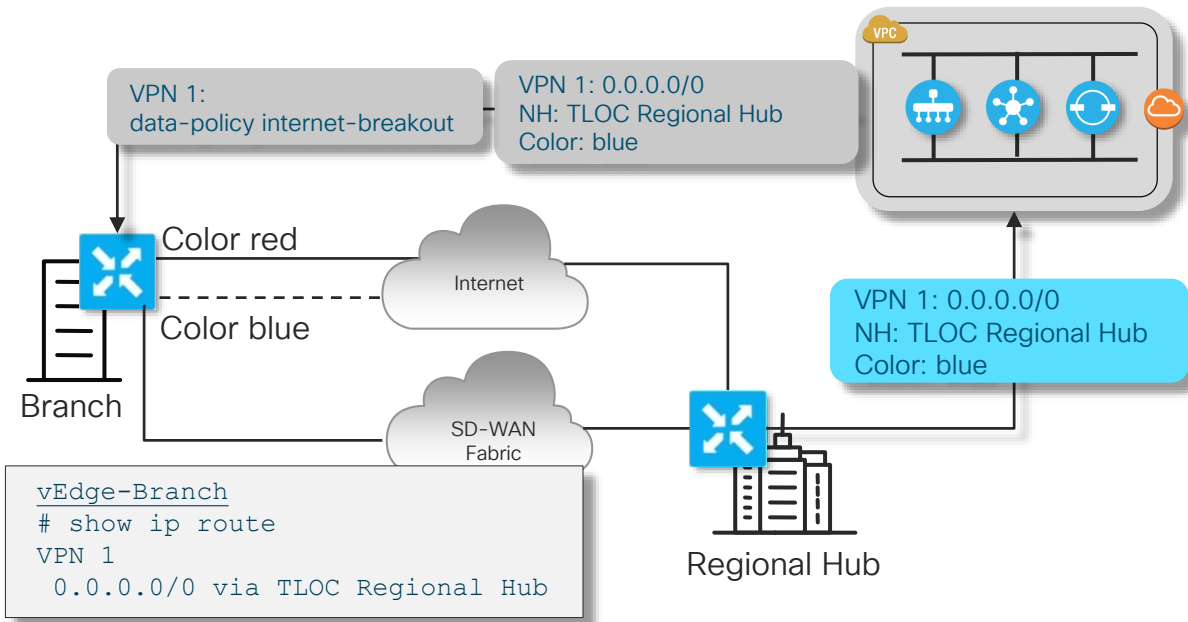 VPC
VPN 1:
data-policy internet-breakout
VPN 1: 0.0.0.0/0
NH: TLOC Regional Hub
Color: blue
Color red
Internet
Color blue
VPN 1: 0.0.0.0/0
NH: TLOC Regional Hub
Color: blue
Branch
SD-WAN
Fabric
vEdge-Branch
# show ip route
VPN 1
0.0.0.0/0 via TLOC Regional Hub
Regional Hub